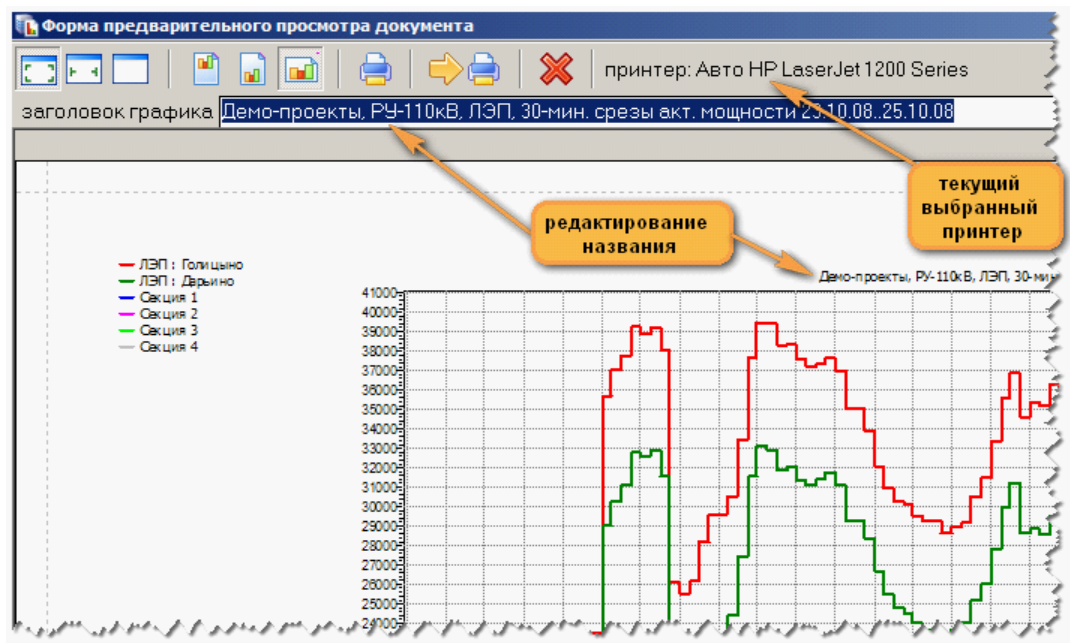 Форма предварительного просмотра документа
принтер: Авто HP LaserJet 1200 Series
заголовок графика Демо-проекты, РУ-110кВ, ЛЭП, 30-мин. срезы акт. мощности 23.10.08..25.10.08
текущий
выбранный
принтер
редактирование
названия
ЛЭП : Голицыно
ЛЭП : Дарьино
Секция 1
Секция 2
Секция 3
Секция 4
Демо-проекты, РУ-110кВ, ЛЭП, 30-мин
41000
40000
39000
38000
37000
36000
35000
34000
33000
32000
31000
30000
29000
28000
27000
26000
25000
24000